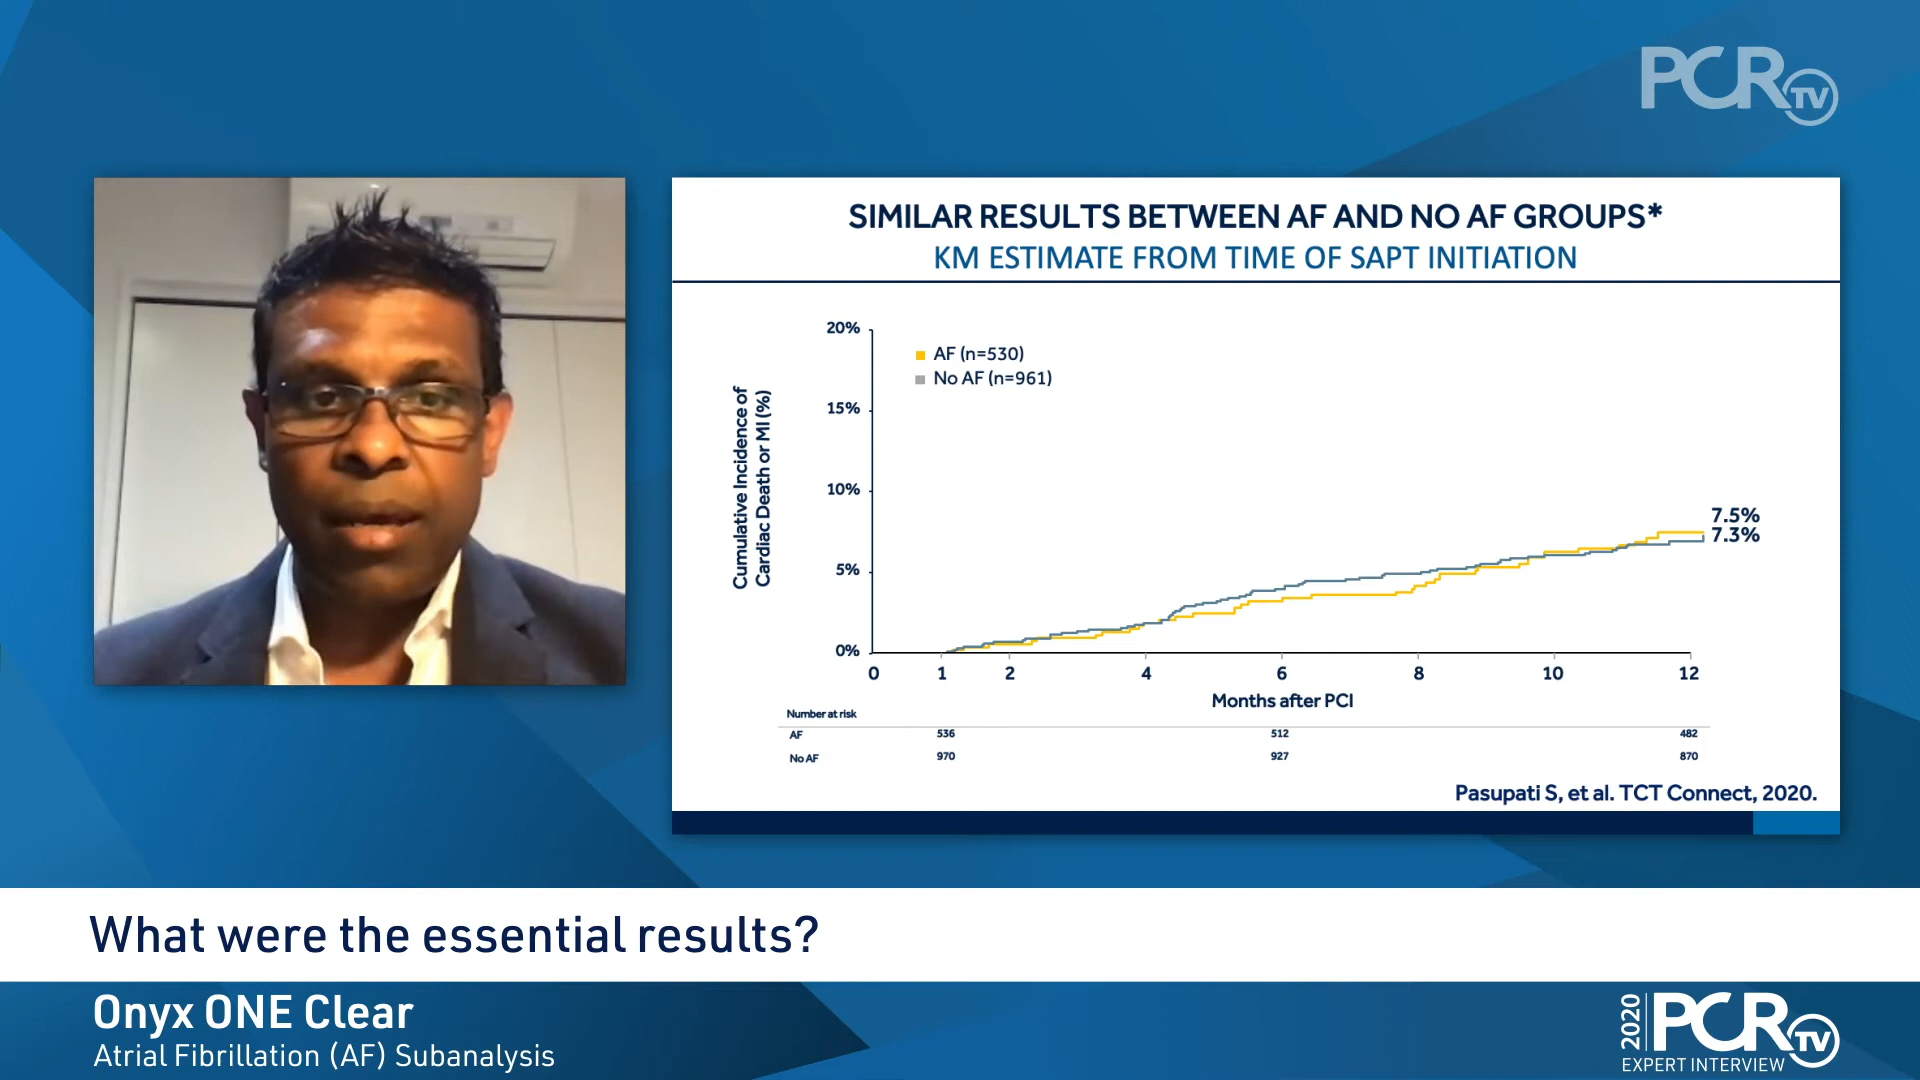 PCR TV
SIMILAR RESULTS BETWEEN AF AND NO AF GROUPS*
KM ESTIMATE FROM TIME OF SAPT INITIATION
Cumulative Incidence of
Cardiac Death or MI (%)
20%
15%
10%
5%
0%
AF (n=530)
No AF (n=961)
7.5%
7.3%
0 1 2 4 6 8 10 12
Months after PCI
Number at risk
AF 536 512 482
No AF 970 927 870
Pasupati S, et al. TCT Connect, 2020.
What were the essential results?
Onyx ONE Clear
Atrial Fibrillation (AF) Subanalysis
2020 PCR TV
EXPERT INTERVIEW